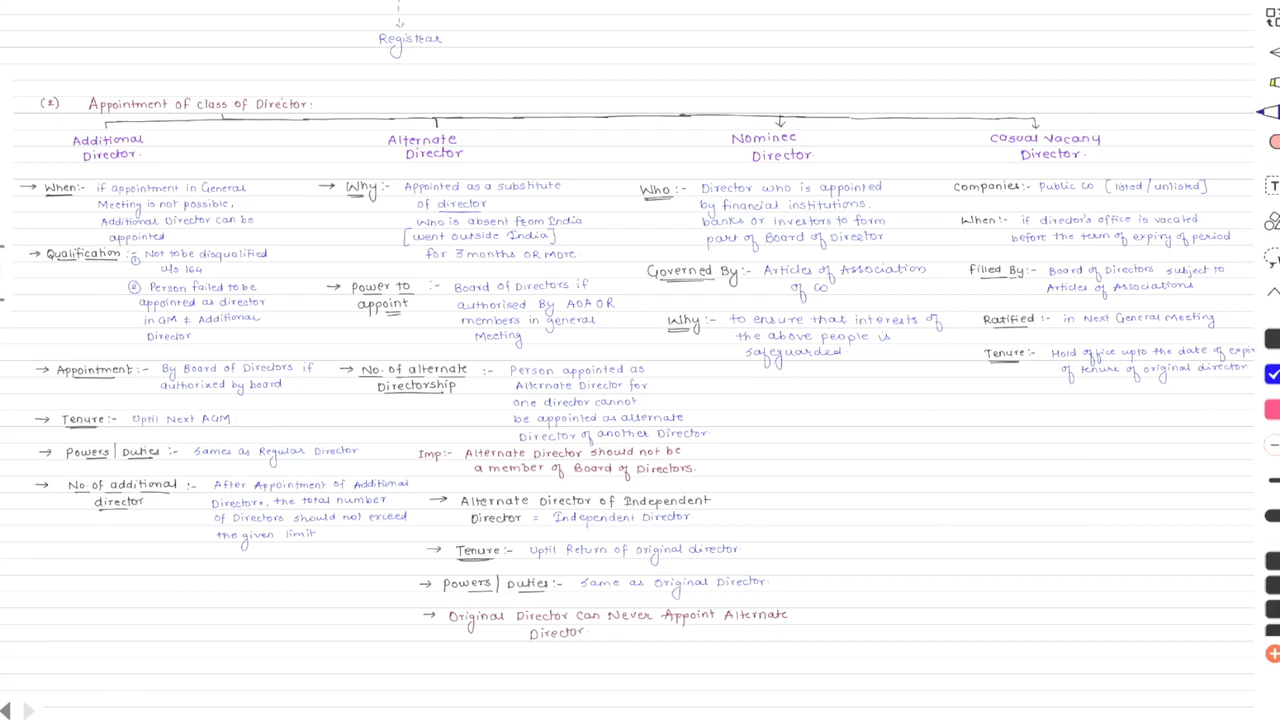 Registrar
(2) Appointment of class of Director:
Additional
Director.
→ When:- if appointment in General
Meeting is not possible,
Additional Director can be
appointed
→ Qualification :- ① Not to be disqualified
u/s 164
② Person failed to be
appointed as director
in GM ≠ Additional
Director
→ Appointment :- By Board of Directors if
authorized by board
→ Tenure :- Uptil Next AGM
→ Powers / Duties :- Same as Regular Director
→ No. of additional :- After Appointment of Additional
director Directors, the total number
of Directors should not exceed
the given limit
Alternate
Director
→ Why :- Appointed as a substitute
of director
who is absent from India
[went outside India]
for 3 months OR more.
→ Power to :- Board of Directors if
appoint authorised By AOA OR
members in general
Meeting
→ No. of alternate :- Person appointed as
Directorship Alternate Director for
one director cannot
be appointed as alternate
Director of another Director.
Imp:- Alternate Director should not be
a member of Board of Directors.
→ Alternate Director of Independent
Director = Independent Director
→ Tenure :- Uptil Return of original director.
→ Powers / Duties :- Same as Original Director.
→ Original Director Can Never Appoint Alternate
Director.
Nominee
Director.
Who :- Director who is appointed
by financial institutions,
banks or investors to form
part of Board of Director
Governed By :- Articles of Association
of Co
Why :- to ensure that interests of
the above people is
safeguarded
Casual Vacany
Director.
Companies :- Public Co [listed/unlisted]
When :- if director's office is vacated
before the term of expiry of period
Filled By :- Board of Directors subject to
Articles of Associations
Ratified :- in Next General Meeting
Tenure :- Hold office upto the date of expir
of tenure of original director
T